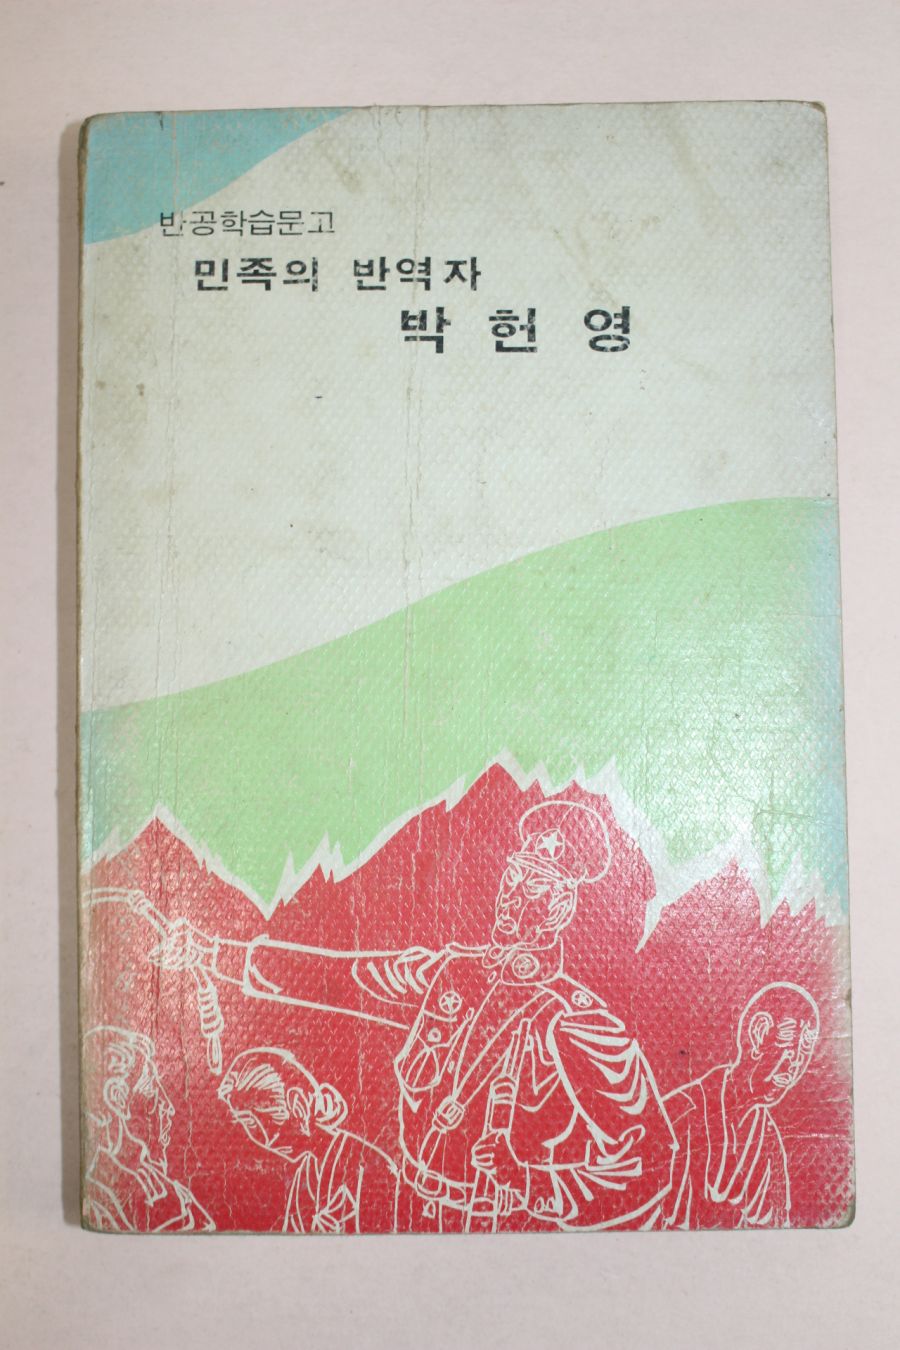 반공학습문고
민족의 반역자
박헌영